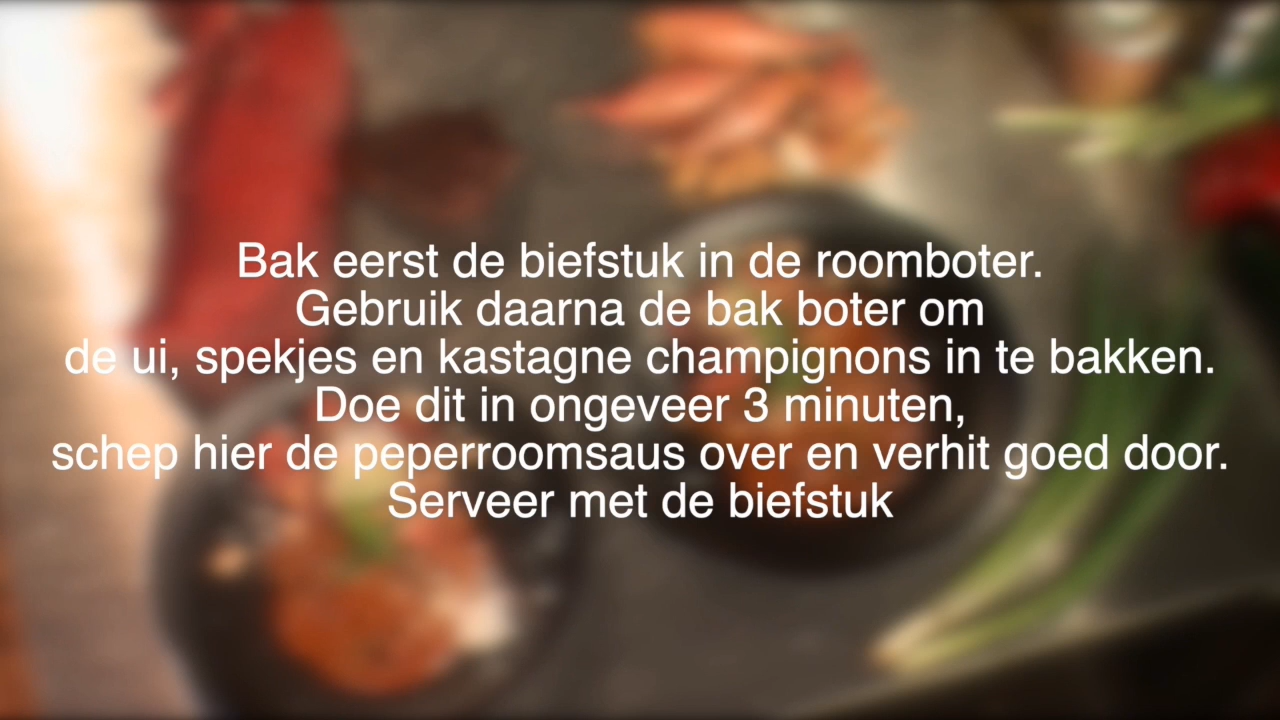 Bak eerst de biefstuk in de roomboter.
Gebruik daarna de bak boter om
de ui, spekjes en kastagne champignons in te bakken.
Doe dit in ongeveer 3 minuten,
schep hier de peperroomsaus over en verhit goed door.
Serveer met de biefstuk